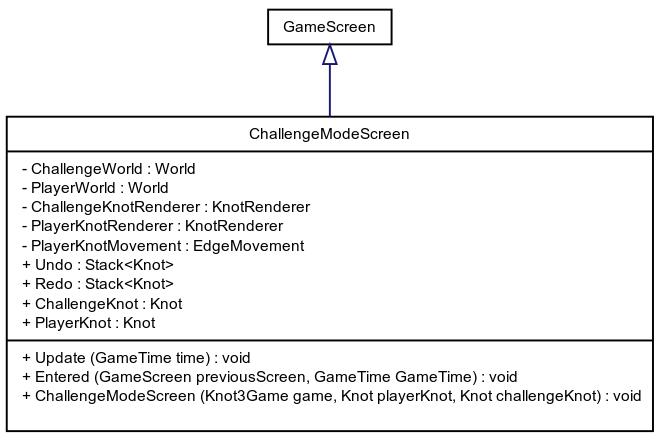 GameScreen
ChallengeModeScreen
- ChallengeWorld : World
- PlayerWorld : World
- ChallengeKnotRenderer : KnotRenderer
- PlayerKnotRenderer : KnotRenderer
- PlayerKnotMovement : EdgeMovement
+ Undo : Stack<Knot>
+ Redo : Stack<Knot>
+ ChallengeKnot : Knot
+ PlayerKnot : Knot
+ Update (GameTime time) : void
+ Entered (GameScreen previousScreen, GameTime GameTime) : void
+ ChallengeModeScreen (Knot3Game game, Knot playerKnot, Knot challengeKnot) : void